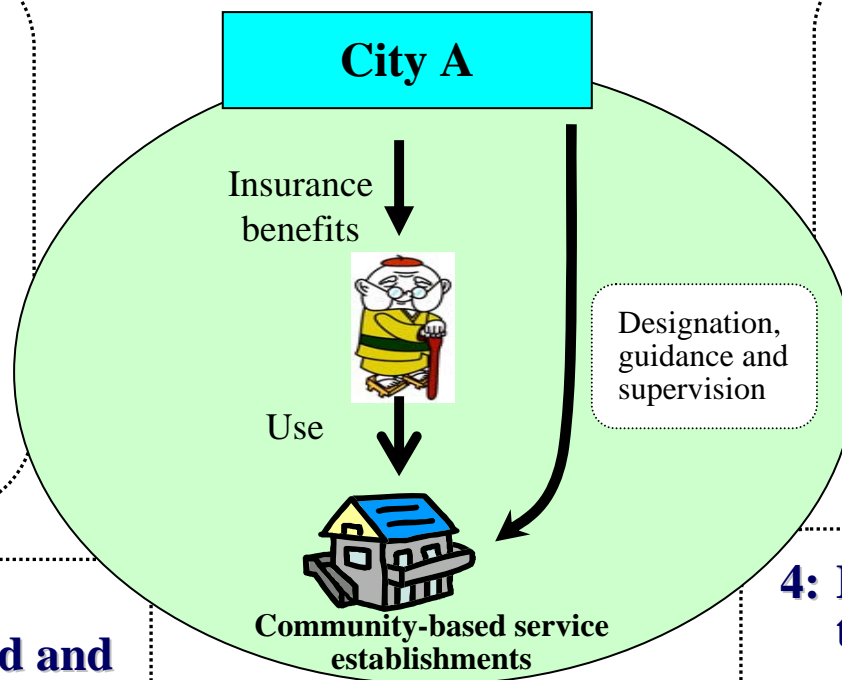 City A
Insurance
benefits
Designation,
guidance and
supervision
Use
Community-based service
establishments
d and
4: